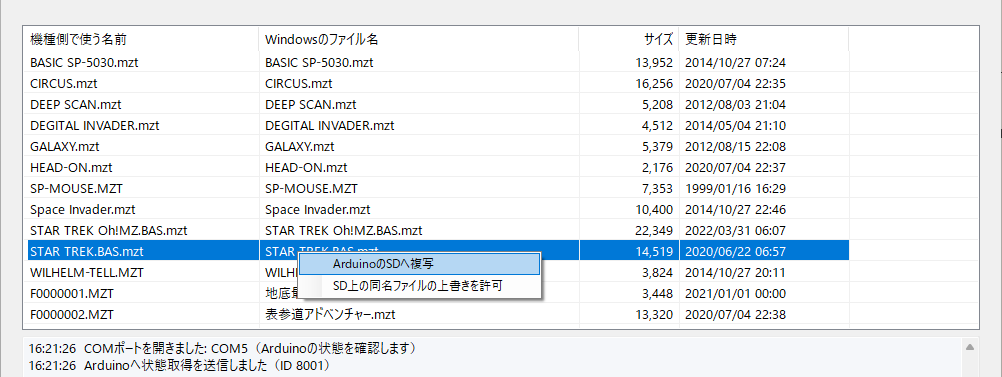 機種側で使う名前 Windowsのファイル名 サイズ 更新日時
BASIC SP-5030.mzt BASIC SP-5030.mzt 13,952 2014/10/27 07:24
CIRCUS.mzt CIRCUS.mzt 16,256 2020/07/04 22:35
DEEP SCAN.mzt DEEP SCAN.mzt 5,208 2012/08/03 21:04
DEGITAL INVADER.mzt DEGITAL INVADER.mzt 4,512 2014/05/04 21:10
GALAXY.mzt GALAXY.mzt 5,379 2012/08/15 22:08
HEAD-ON.mzt HEAD-ON.mzt 2,176 2020/07/04 22:37
SP-MOUSE.MZT SP-MOUSE.MZT 7,353 1999/01/16 16:29
Space Invader.mzt Space Invader.mzt 10,400 2014/10/27 22:46
STAR TREK Oh!MZ.BAS.mzt STAR TREK Oh!MZ.BAS.mzt 22,349 2022/03/31 06:07
STAR TREK.BAS.mzt STAR TREK.BAS.mzt 14,519 2020/06/22 06:57
ArduinoのSDへ複写
WILHELM-TELL.MZT WILHE 3,824 2014/10/27 20:11
SD上の同名ファイルの上書きを許可
F0000001.MZT 地底 3,448 2021/01/01 00:00
F0000002.MZT 表参道アドベンチャー.mzt 13,320 2020/07/04 22:38
16:21:26 COMポートを開きました: COM5（Arduinoの状態を確認します）
16:21:26 Arduinoへ状態取得を送信しました（ID 8001）